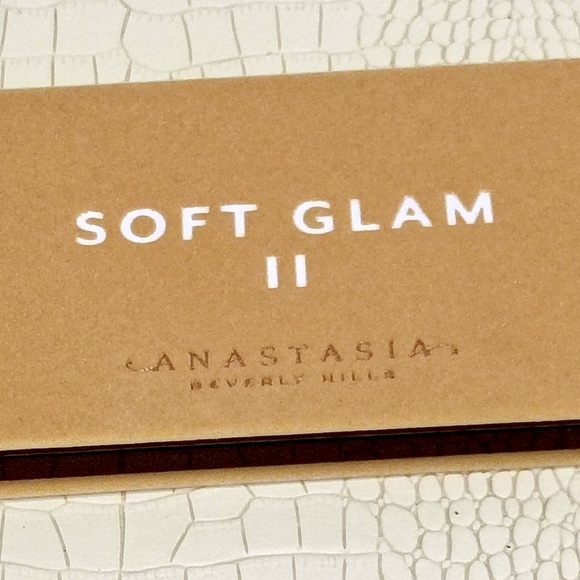 SOFT GLAM
II
ANASTASIA
BEVERLY HILLS